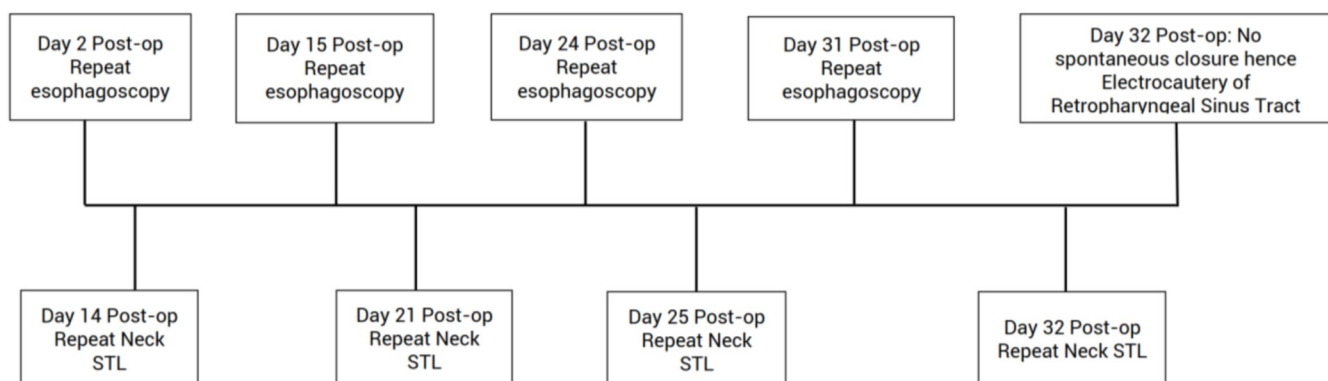 Day 2 Post-op
Repeat
esophagoscopy
Day 15 Post-op
Repeat
esophagoscopy
Day 24 Post-op
Repeat
esophagoscopy
Day 31 Post-op
Repeat
esophagoscopy
Day 32 Post-op: No
spontaneous closure hence
Electrocautery of
Retropharyngeal Sinus Tract
Day 14 Post-op
Repeat Neck
STL
Day 21 Post-op
Repeat Neck
STL
Day 25 Post-op
Repeat Neck
STL
Day 32 Post-op
Repeat Neck STL